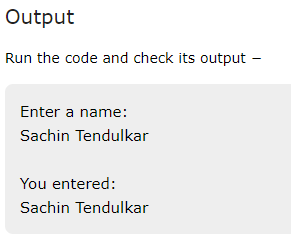 Output
Run the code and check its output −
Enter a name:
Sachin Tendulkar
You entered:
Sachin Tendulkar